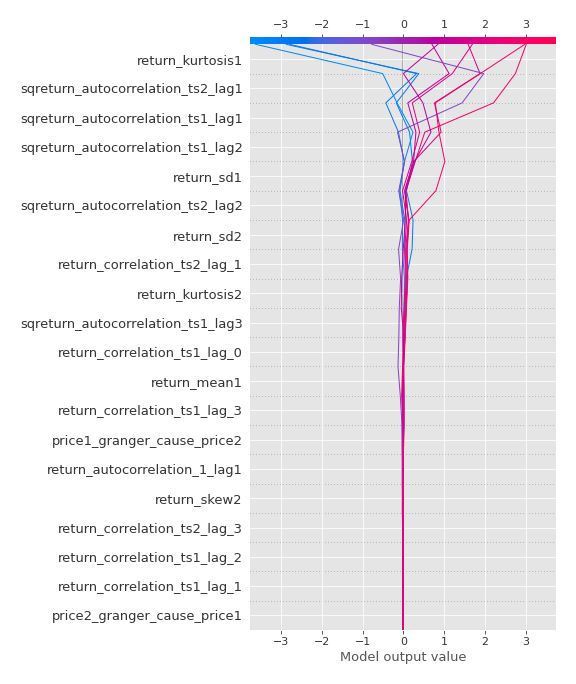 −3 −2 −1 0 1 2 3
return_kurtosis1
sqreturn_autocorrelation_ts2_lag1
sqreturn_autocorrelation_ts1_lag1
sqreturn_autocorrelation_ts1_lag2
return_sd1
sqreturn_autocorrelation_ts2_lag2
return_sd2
return_correlation_ts2_lag_1
return_kurtosis2
sqreturn_autocorrelation_ts1_lag3
return_correlation_ts1_lag_0
return_mean1
return_correlation_ts1_lag_3
price1_granger_cause_price2
return_autocorrelation_1_lag1
return_skew2
return_correlation_ts2_lag_3
return_correlation_ts1_lag_2
return_correlation_ts1_lag_1
price2_granger_cause_price1
−3 −2 −1 0 1 2 3
Model output value